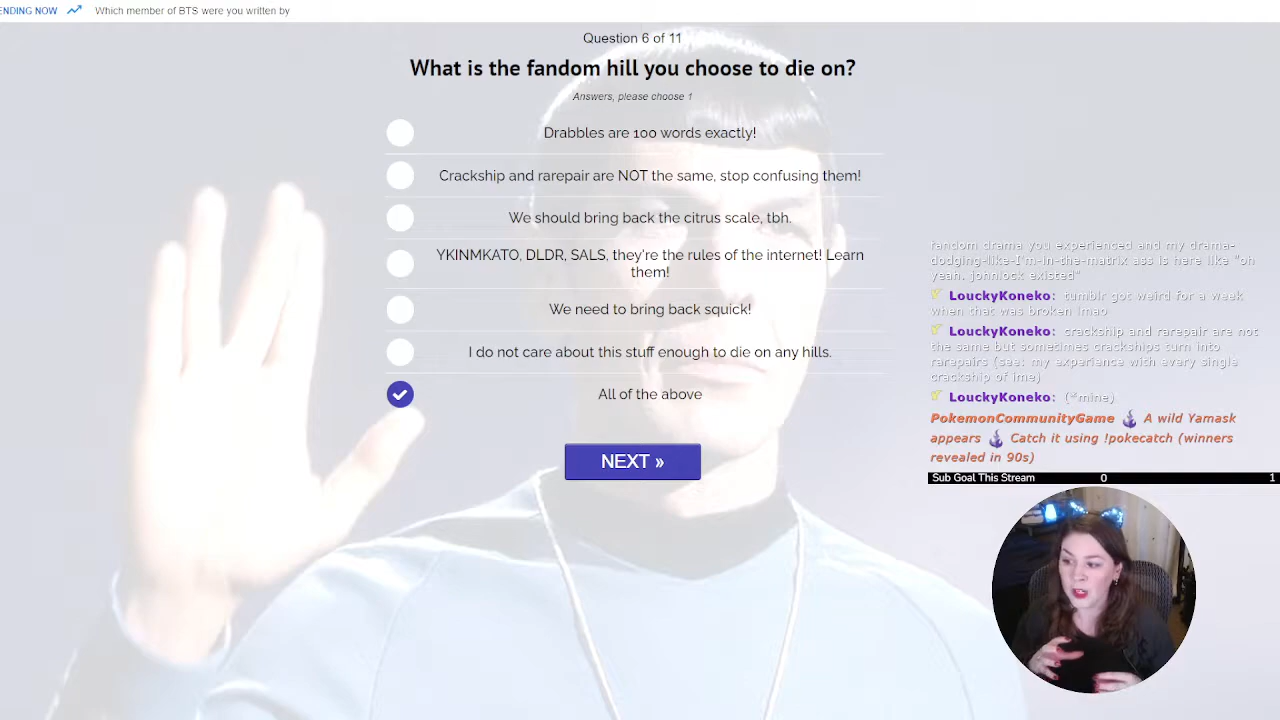 ENDING NOW Which member of BTS were you written by
Question 6 of 11
What is the fandom hill you choose to die on?
Answers, please choose 1
Drabbles are 100 words exactly!
Crackship and rarepair are NOT the same, stop confusing them!
We should bring back the citrus scale, tbh.
YKINMKATO, DLDR, SALS, they're the rules of the internet! Learn
them!
We need to bring back squick!
I do not care about this stuff enough to die on any hills.
All of the above
NEXT »
fandom drama you experienced and my drama-
dodging-like-I'm-in-the-matrix ass is here like "oh
yeah, johnlock existed"
LouckyKoneko: tumblr got weird for a week
when that was broken lmao
LouckyKoneko: crackship and rarepair are not
the same but sometimes crackships turn into
rarepairs (see: my experience with every single
crackship of ime)
LouckyKoneko: (*mine)
PokemonCommunityGame A wild Yamask
appears Catch it using !pokecatch (winners
revealed in 90s)
Sub Goal This Stream 0 1